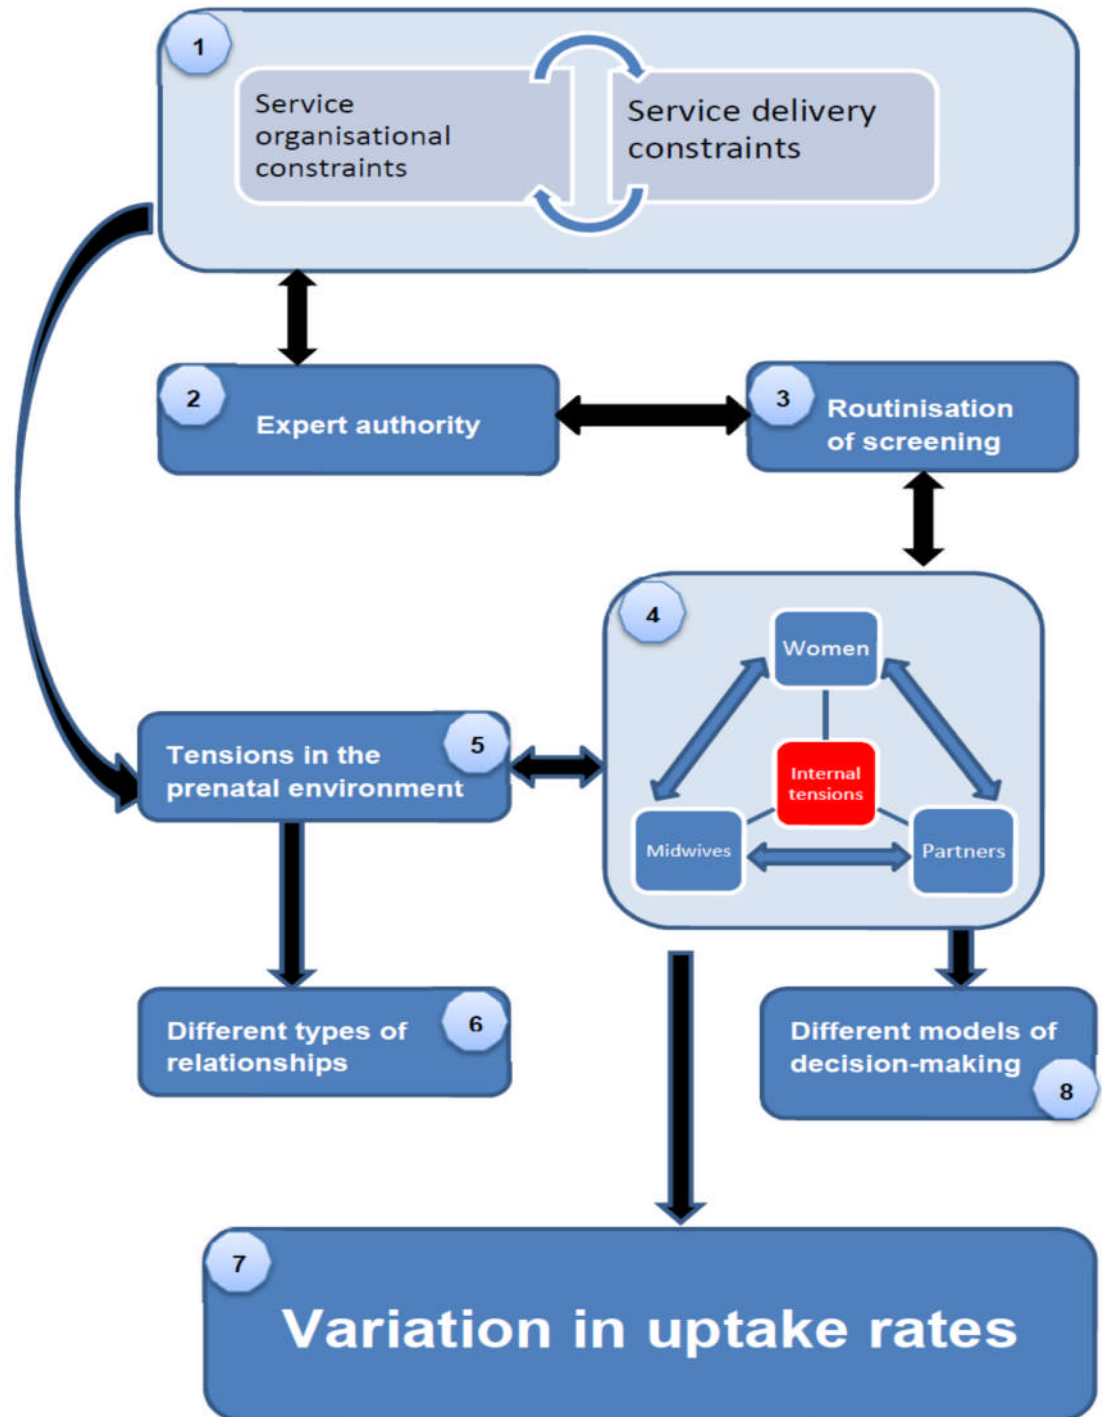 1
Service
organisational
constraints
Service delivery
constraints
2
Expert authority
3
Routinisation
of screening
4
Women
Internal
tensions
Midwives
Partners
5
Tensions in the
prenatal environment
6
Different types of
relationships
Different models of
decision-making
8
7
Variation in uptake rates